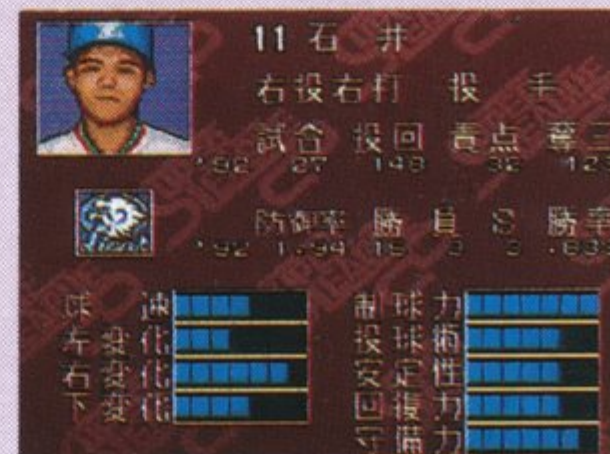 11 石 井
右投右打 投 手
試合 投回 責点 奪三
'92 27 148 32 123
防御率 勝 負 S 勝率
'92 1.94 15 3 3 .833
球 速
左変化
右変化
下変化
制球力
投球術
安定性
回復力
守備力